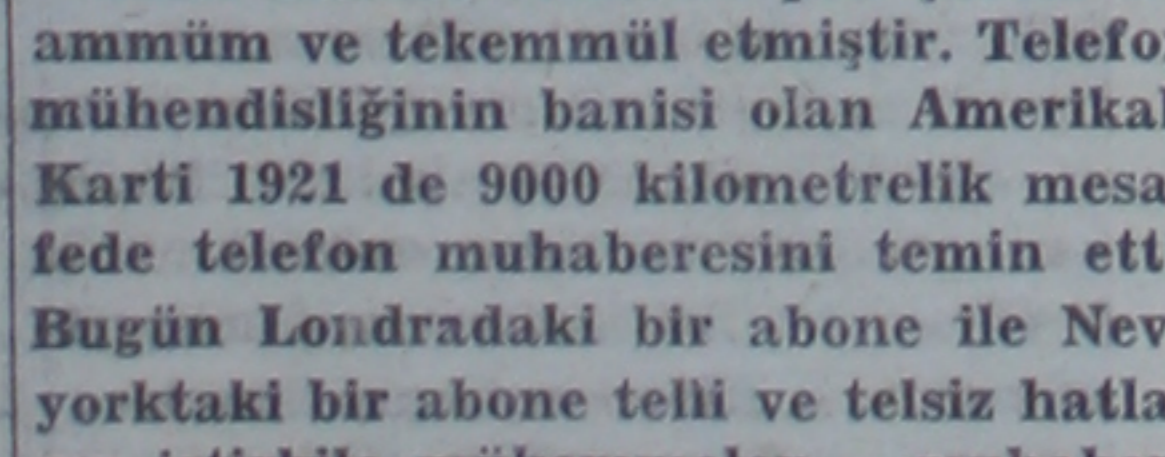 ammüm ve tekemmül etmiştir. Telefo
mühendisliğinin banisi olan Amerikal
Karti 1921 de 9000 kilometrelik mesa
fede telefon muhaberesini temin ett
Bugün Londradaki bir abone ile Nev
yorktaki bir abone telli ve telsiz hatla